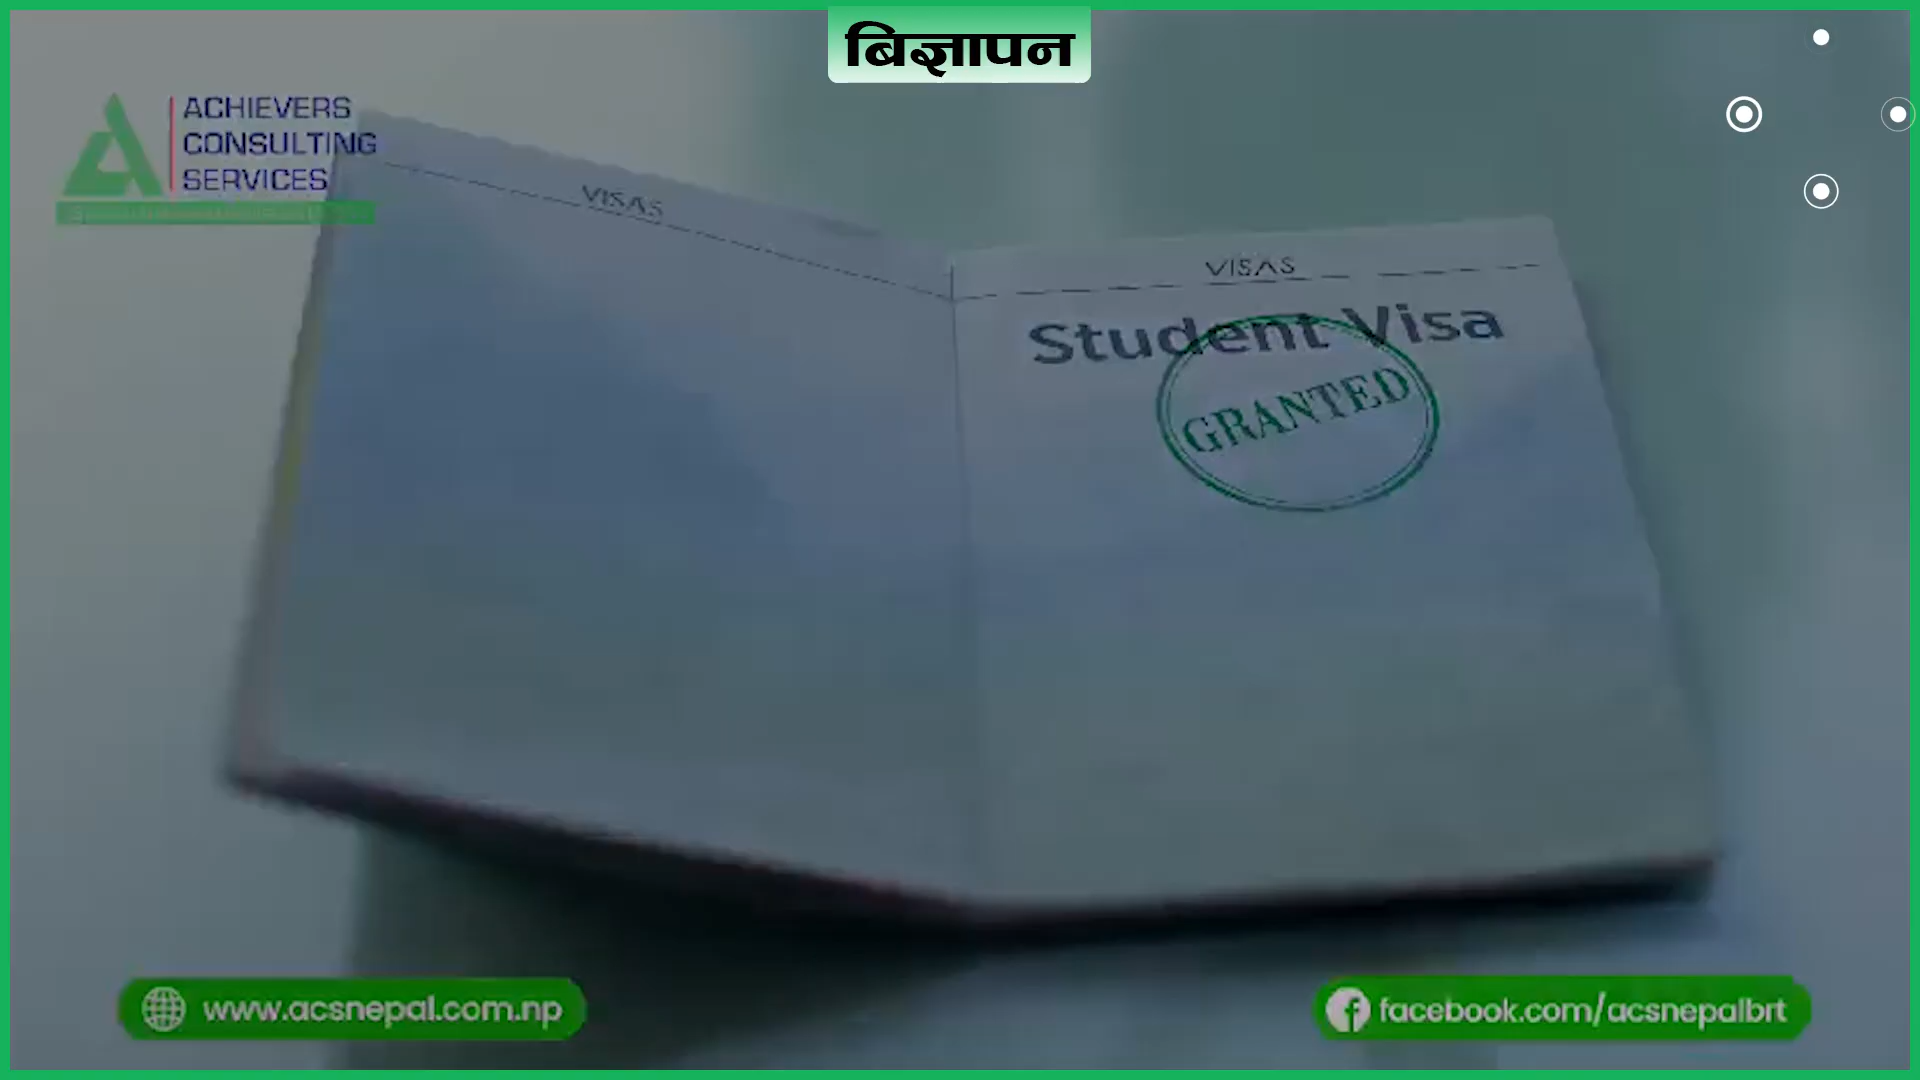 बिज्ञापन
ACHIEVERS
CONSULTING
SERVICES
VISAS
VISAS
Student Visa
GRANTED
www.acsnepal.com.np
facebook.com/acsnepalbrt